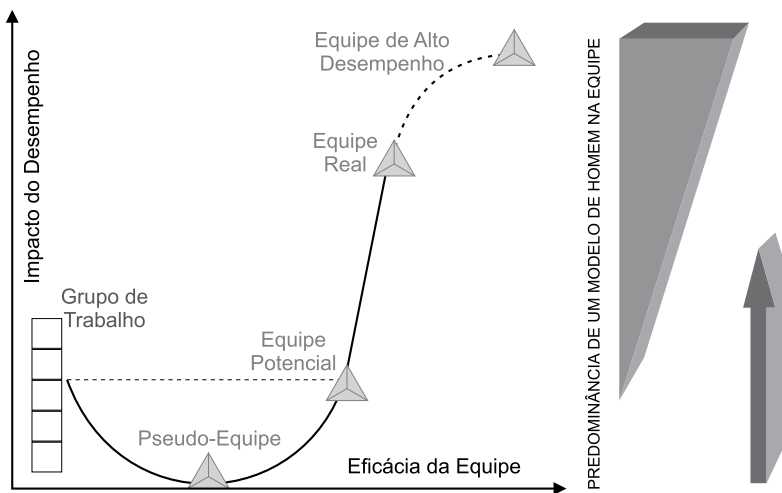 Impacto do Desempenho
Equipe de Alto
Desempenho
Equipe
Real
Grupo de
Trabalho
Equipe
Potencial
Pseudo-Equipe
Eficácia da Equipe
PREDOMINÂNCIA DE UM MODELO DE HOMEM NA EQUIPE